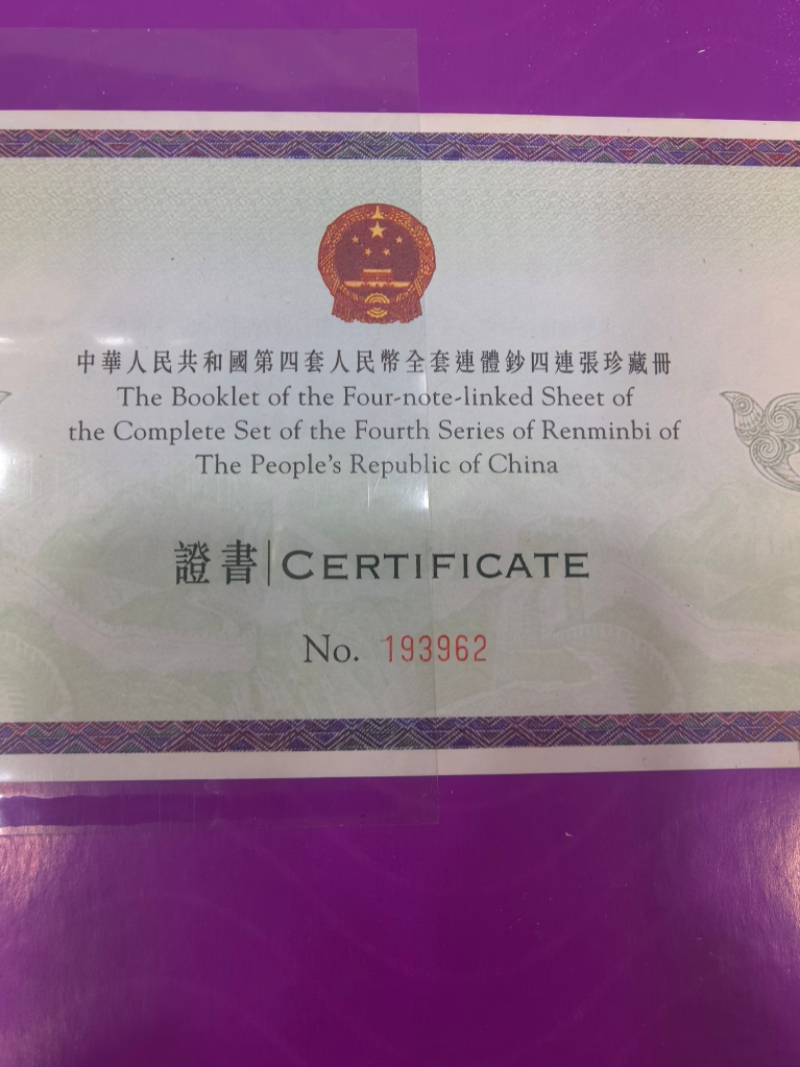 中華人民共和國第四套人民幣全套連體鈔四連張珍藏冊
The Booklet of the Four-note-linked Sheet of
the Complete Set of the Fourth Series of Renminbi of
The People's Republic of China
證書|CERTIFICATE
No. 193962